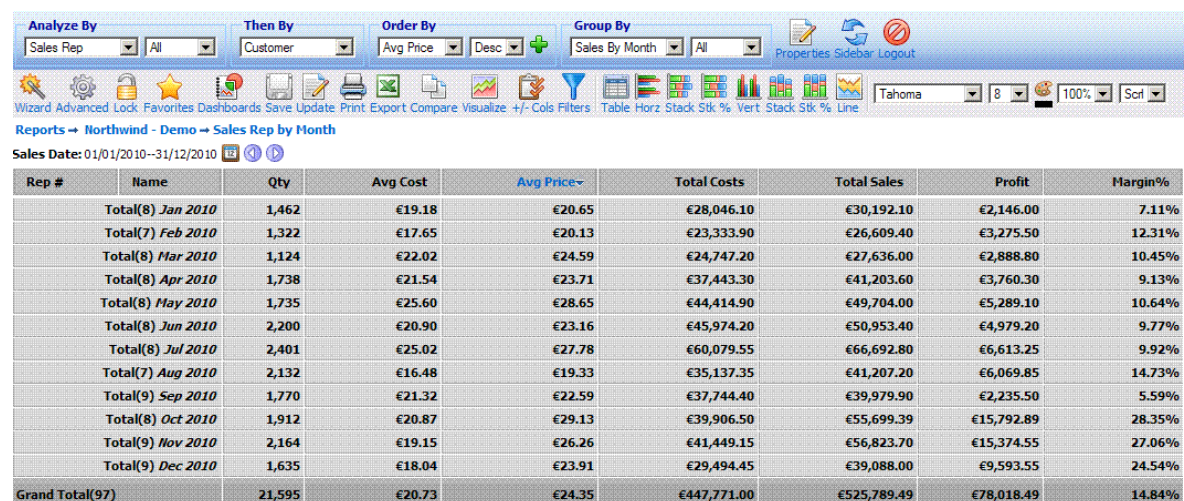 Analyze By Then By Order By Group By
Sales Rep All Customer Avg Price Desc Sales By Month All Properties Sidebar Logout
Wizard Advanced Lock Favorites Dashboards Save Update Print Export Compare Visualize +/- Cols Filters Table Horz Stack Stk % Vert Stack Stk % Line Tahoma 8 100% Scrl
Reports → Northwind - Demo → Sales Rep by Month
Sales Date: 01/01/2010--31/12/2010 12
Rep # Name Qty Avg Cost Avg Price Total Costs Total Sales Profit Margin%
Total(8) Jan 2010 1,462 €19.18 €20.65 €28,046.10 €30,192.10 €2,146.00 7.11%
Total(7) Feb 2010 1,322 €17.65 €20.13 €23,333.90 €26,609.40 €3,275.50 12.31%
Total(8) Mar 2010 1,124 €22.02 €24.59 €24,747.20 €27,636.00 €2,888.80 10.45%
Total(8) Apr 2010 1,738 €21.54 €23.71 €37,443.30 €41,203.60 €3,760.30 9.13%
Total(8) May 2010 1,735 €25.60 €28.65 €44,414.90 €49,704.00 €5,289.10 10.64%
Total(8) Jun 2010 2,200 €20.90 €23.16 €45,974.20 €50,953.40 €4,979.20 9.77%
Total(8) Jul 2010 2,401 €25.02 €27.78 €60,079.55 €66,692.80 €6,613.25 9.92%
Total(7) Aug 2010 2,132 €16.48 €19.33 €35,137.35 €41,207.20 €6,069.85 14.73%
Total(9) Sep 2010 1,770 €21.32 €22.59 €37,744.40 €39,979.90 €2,235.50 5.59%
Total(8) Oct 2010 1,912 €20.87 €29.13 €39,906.50 €55,699.39 €15,792.89 28.35%
Total(9) Nov 2010 2,164 €19.15 €26.26 €41,449.15 €56,823.70 €15,374.55 27.06%
Total(9) Dec 2010 1,635 €18.04 €23.91 €29,494.45 €39,088.00 €9,593.55 24.54%
Grand Total(97) 21,595 €20.73 €24.35 €447,771.00 €525,789.49 €78,018.49 14.84%